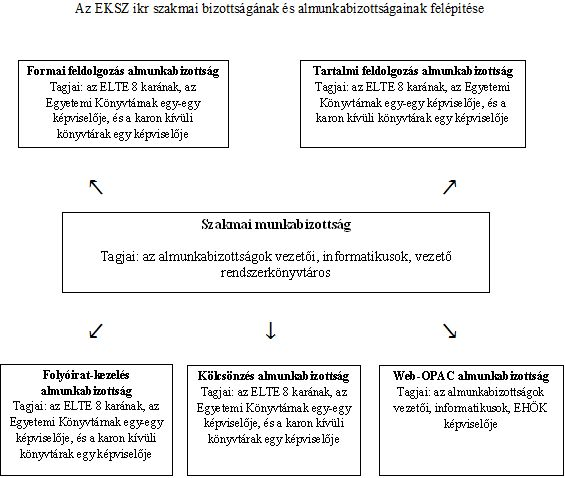 Az EKSZ ikr szakmai bizottságának és almunkabizottságainak felépítése
Formai feldolgozás almunkabizottság
Tagjai: az ELTE 8 karának, az
Egyetemi Könyvtárnak egy-egy
képviselője, és a karon kívüli
könyvtárak egy képviselője
Tartalmi feldolgozás almunkabizottság
Tagjai: az ELTE 8 karának, az Egyetemi
Könyvtárnak egy-egy képviselője, és a
karon kívüli könyvtárak egy képviselője
Szakmai munkabizottság
Tagjai: az almunkabizottságok vezetői, informatikusok, vezető
rendszerkönyvtáros
Folyóirat-kezelés
almunkabizottság
Tagjai: az ELTE 8 karának, az
Egyetemi Könyvtárnak egy-egy
képviselője, és a karon kívüli
könyvtárak egy képviselője
Kölcsönzés almunkabizottság
Tagjai: az ELTE 8 karának, az
Egyetemi Könyvtárnak egy-egy
képviselője, és a karon kívüli
könyvtárak egy képviselője
Web-OPAC almunkabizottság
Tagjai: az almunkabizottságok
vezetői, informatikusok, EHÖK
képviselője